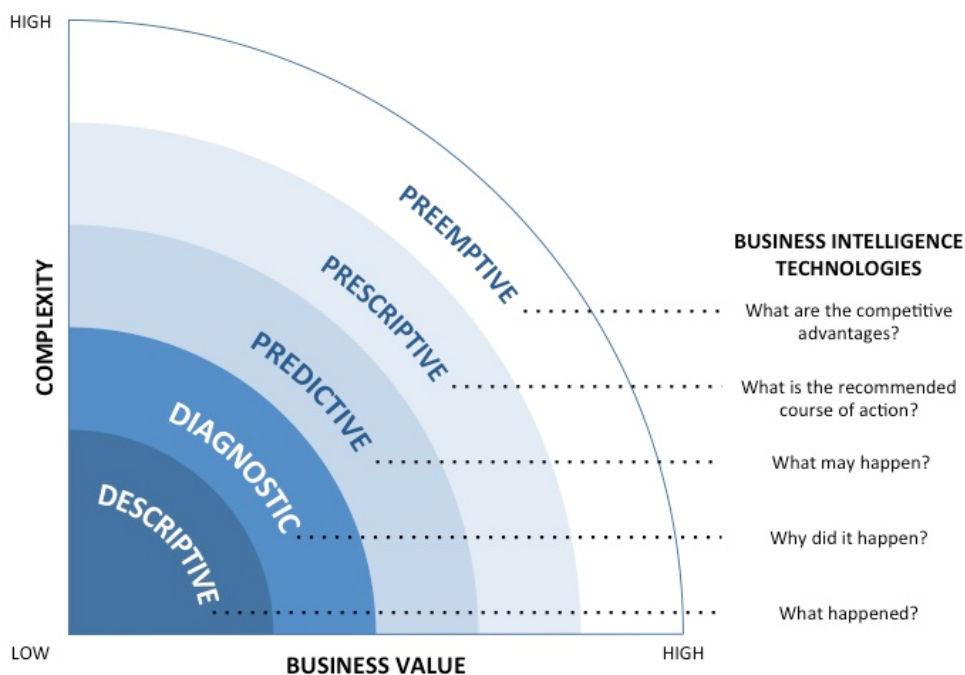 HIGH
COMPLEXITY
PREEMPTIVE
PRESCRIPTIVE
PREDICTIVE
DIAGNOSTIC
DESCRIPTIVE
BUSINESS INTELLIGENCE
TECHNOLOGIES
What are the competitive
advantages?
What is the recommended
course of action?
What may happen?
Why did it happen?
What happened?
LOW
BUSINESS VALUE
HIGH